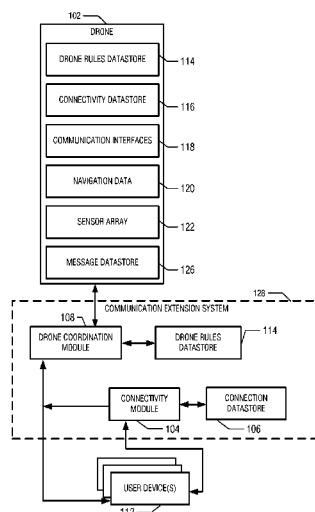 102
DRONE
DRONE RULES DATASTORE
114
CONNECTIVITY DATASTORE
116
COMMUNICATION INTERFACES
118
NAVIGATION DATA
120
SENSOR ARRAY
122
MESSAGE DATASTORE
126
128
COMMUNICATION EXTENSION SYSTEM
108
DRONE COORDINATION
MODULE
DRONE RULES
DATASTORE
114
CONNECTIVITY
MODULE
CONNECTION
DATASTORE
104
106
USER DEVICE(S)
112